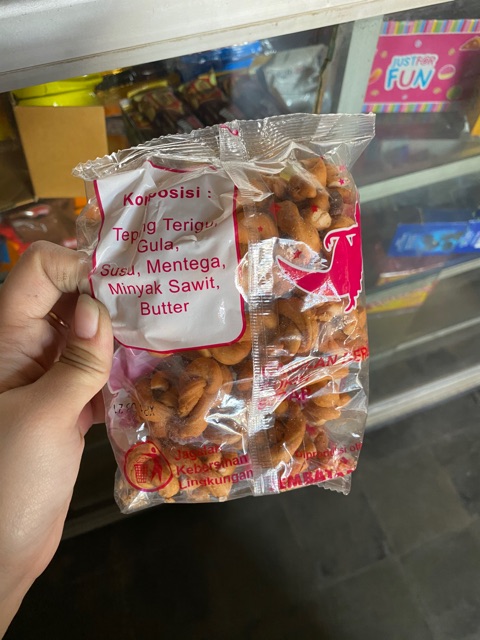 JUST FOR
FUN
Komposisi :
Tepung Terigu,
Gula,
Susu, Mentega,
Minyak Sawit,
Butter
Jagalah
Kebersihan
Lingkungan